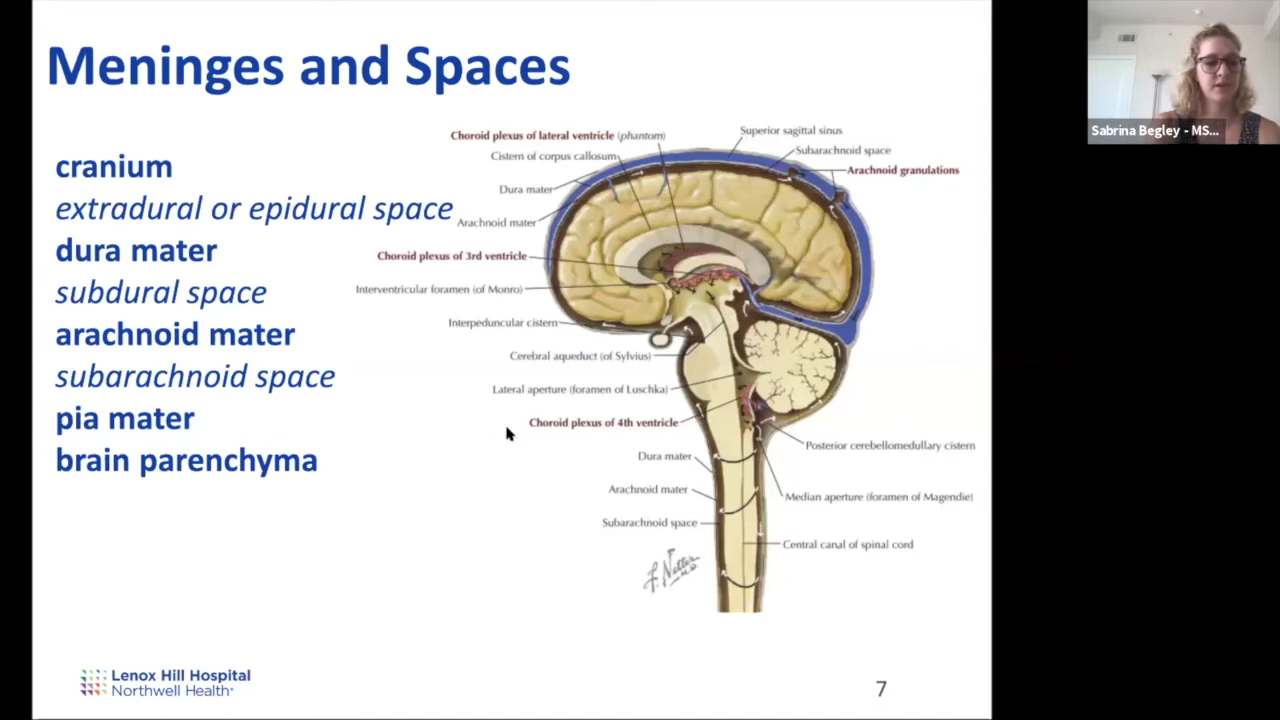 Meninges and Spaces
cranium
extradural or epidural space
dura mater
subdural space
arachnoid mater
subarachnoid space
pia mater
brain parenchyma
Choroid plexus of lateral ventricle (phantom)
Cistern of corpus callosum
Dura mater
Arachnoid mater
Choroid plexus of 3rd ventricle
Interventricular foramen (of Monro)
Interpeduncular cistern
Cerebral aqueduct (of Sylvius)
Lateral aperture (foramen of Luschka)
Choroid plexus of 4th ventricle
Dura mater
Arachnoid mater
Subarachnoid space
Superior sagittal sinus
Subarachnoid space
Arachnoid granulations
Posterior cerebellomedullary cistern
Median aperture (foramen of Magendie)
Central canal of spinal cord
F. Netter
M.D.
Lenox Hill Hospital
Northwell Health
7
Sabrina Begley - MS...